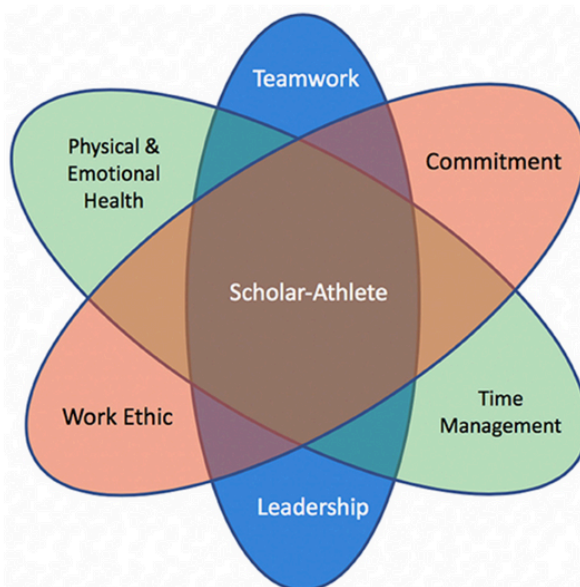 Teamwork
Physical &
Emotional
Health
Commitment
Scholar-Athlete
Work Ethic
Time
Management
Leadership